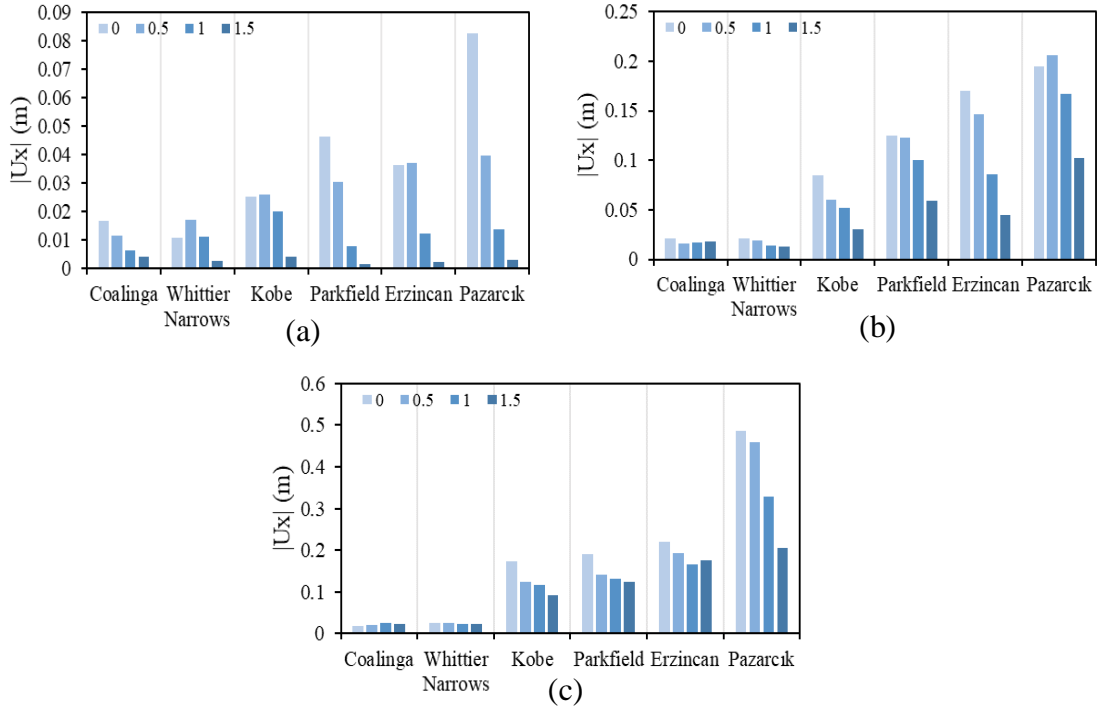 0.09
0.08
0.07
0.06
0.05
0.04
0.03
0.02
0.01
0
|Ux| (m)
0 0.5 1 1.5
Coalinga Whittier Narrows Kobe Parkfield Erzincan Pazarcık
(a)
0.25
0.2
0.15
0.1
0.05
0
|Ux| (m)
0 0.5 1 1.5
Coalinga Whittier Narrows Kobe Parkfield Erzincan Pazarcık
(b)
0.6
0.5
0.4
0.3
0.2
0.1
0
|Ux| (m)
0 0.5 1 1.5
Coalinga Whittier Narrows Kobe Parkfield Erzincan Pazarcık
(c)